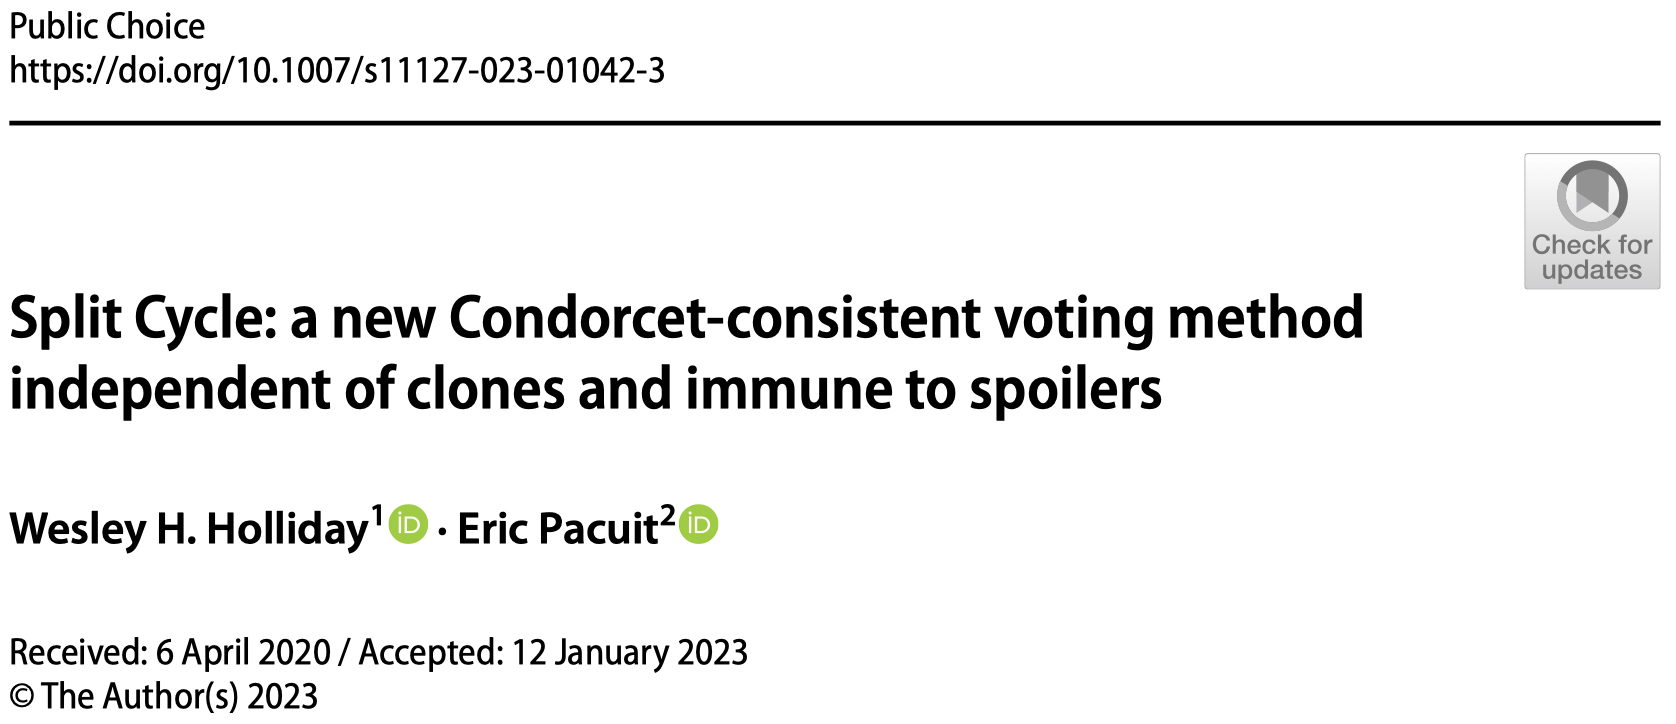 Public Choice
https://doi.org/10.1007/s11127-023-01042-3
Check for
updates
Split Cycle: a new Condorcet-consistent voting method
independent of clones and immune to spoilers
Wesley H. Holliday¹ iD · Eric Pacuit² iD
Received: 6 April 2020 / Accepted: 12 January 2023
© The Author(s) 2023